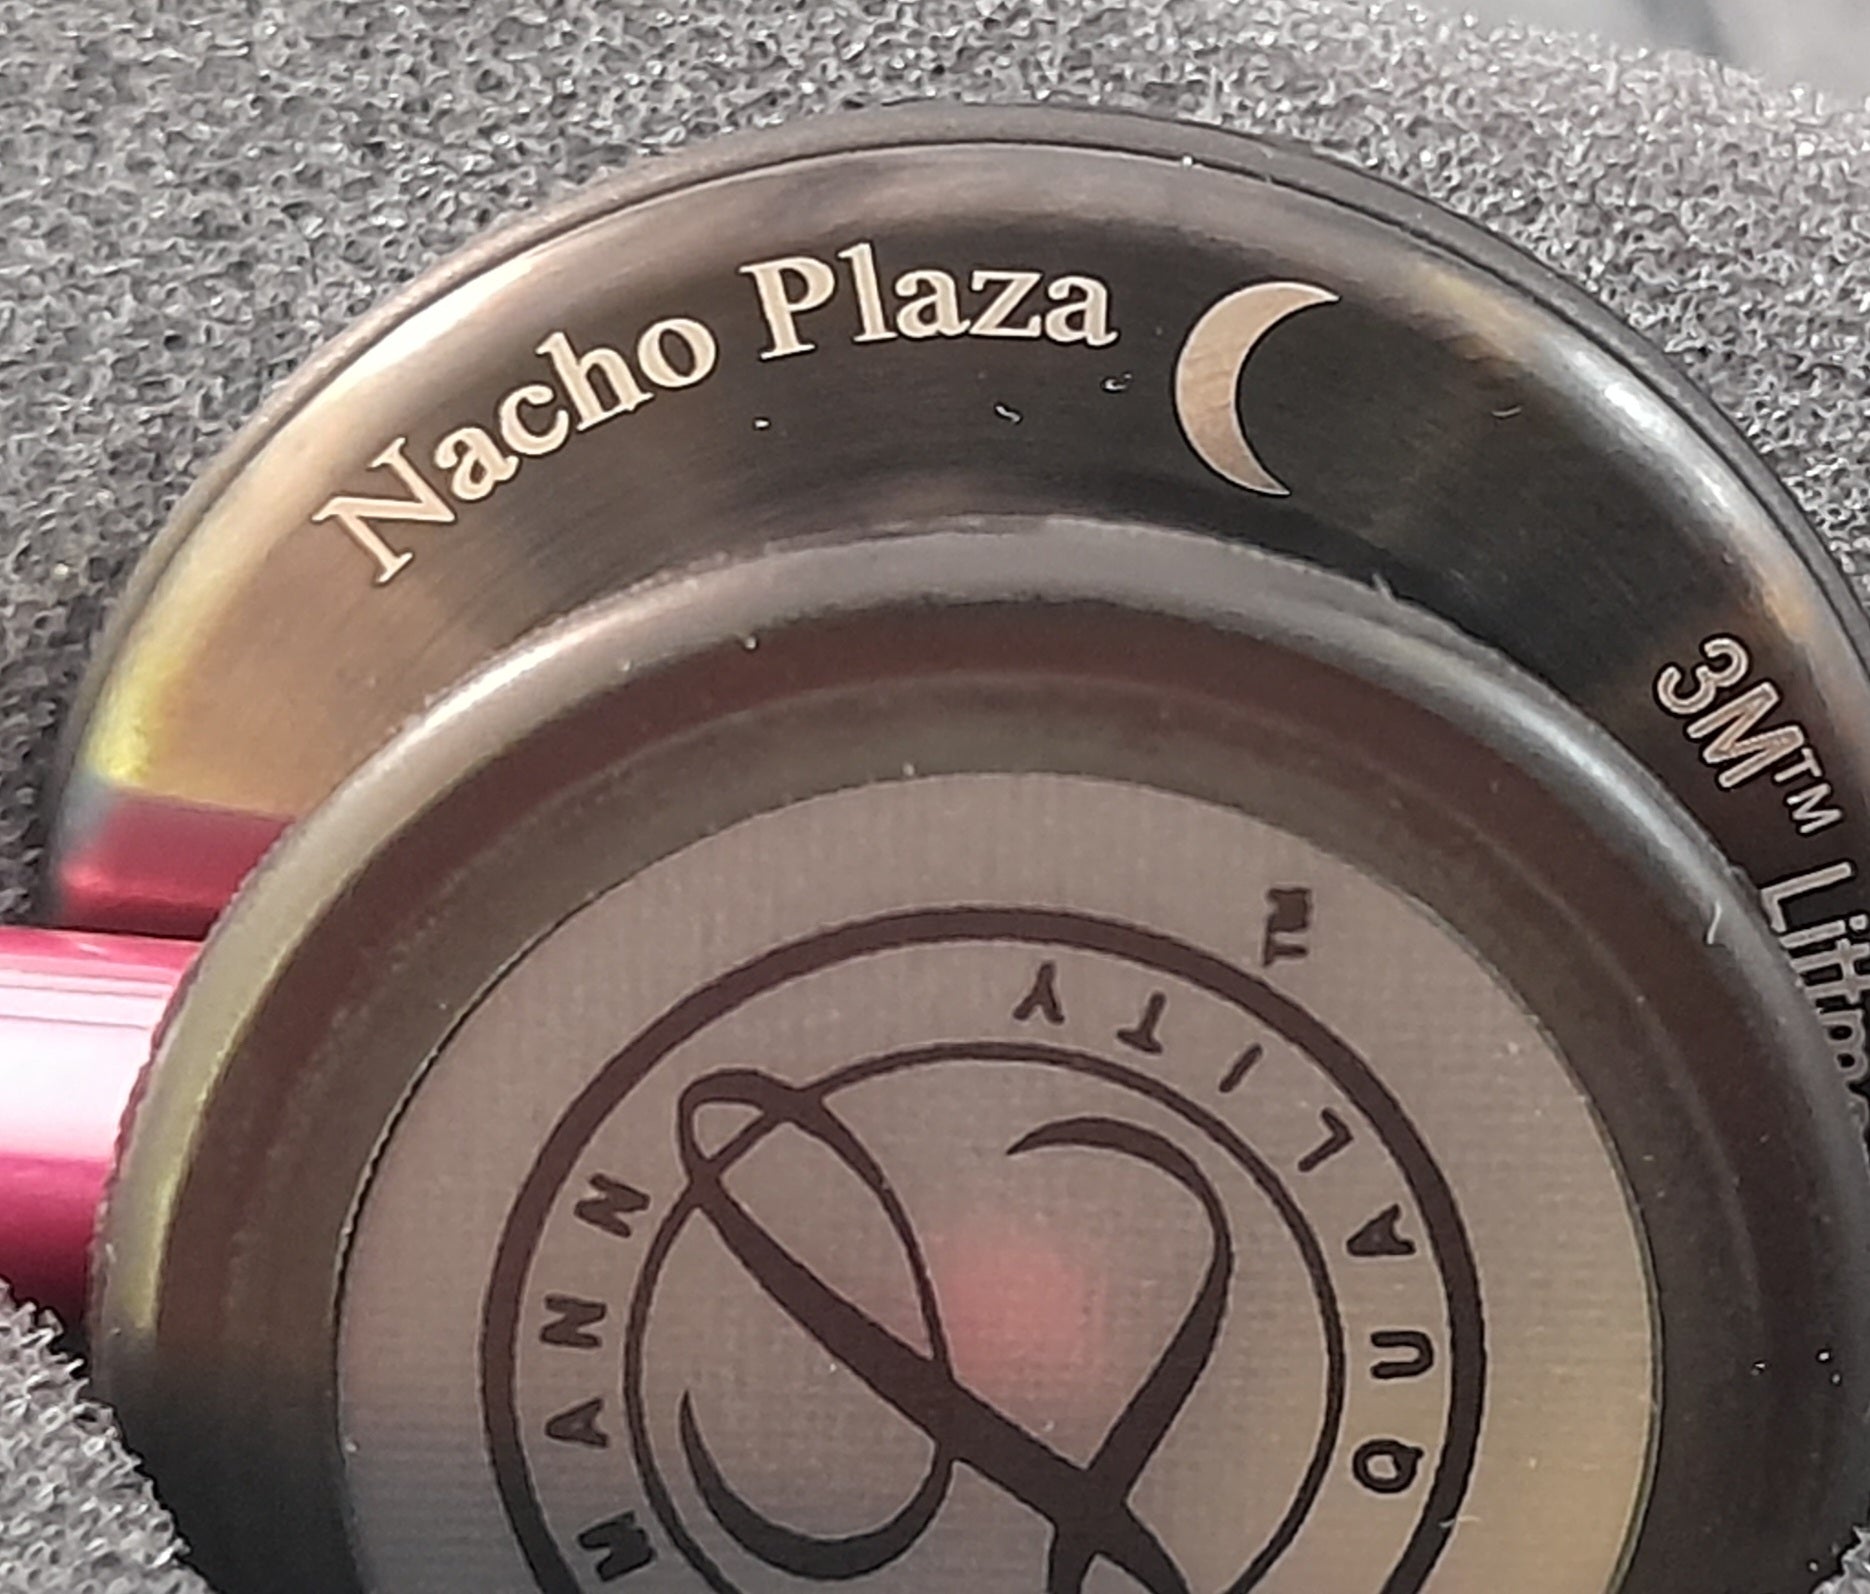 Nacho Plaza
3M™
MANN QUALITY™